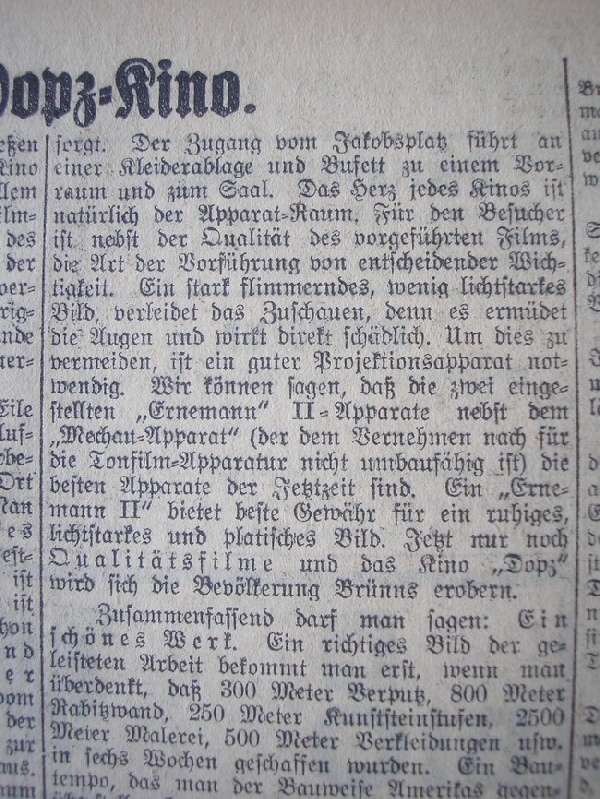 Dopz-Kino.
sorgt. Der Zugang vom Jakobsplatz führt an
einer Kleiderablage und Bufett zu einem Vor-
raum und zum Saal. Das Herz jedes Kinos ist
natürlich der Apparat-Raum. Für den Besucher
ist nebst der Qualität des vorgeführten Films,
die Art der Vorführung von entscheidender Wich-
tigkeit. Ein stark flimmerndes, wenig lichtstarkes
Bild verleidet das Zuschauen, denn es ermüdet
die Augen und wirkt direkt schädlich. Um dies zu
vermeiden, ist ein guter Projektionsapparat not-
wendig. Wir können sagen, daß die zwei einge-
stellten „Ernemann" II-Apparate nebst dem
„Mechau-Apparat" (der dem Vernehmen nach für
die Tonfilm-Apparatur nicht umbaufähig ist) die
besten Apparate der Jetztzeit sind. Ein „Erne-
mann II" bietet beste Gewähr für ein ruhiges,
lichtstarkes und platisches Bild. Jetzt nur noch
Qualitätsfilme und das Kino „Dopz"
wird sich die Bevölkerung Brünns erobern.
Zusammenfassend darf man sagen: Ein
schönes Werk. Ein richtiges Bild der ge-
leisteten Arbeit bekommt man erst, wenn man
überdenkt, daß 300 Meter Verputz, 800 Meter
Rabitzwand, 250 Meter Kunststeinstufen, 2500
Meter Malerei, 500 Meter Verkleidungen usw.
in sechs Wochen geschaffen wurden. Ein Bau-
tempo, das man der Bauweise Amerikas gegen-